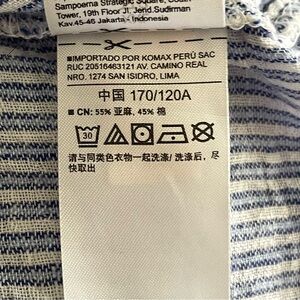 Sampoerna Strategic Square, South
Tower, 19th Floor Jl. Jend.Sudirman
Kav.45-46 Jakarta - Indonesia
■IMPORTADO POR KOMAX PERÚ SAC
RUC 20516463121 AV. CAMINO REAL
NRO. 1274 SAN ISIDRO, LIMA
中国 170/120A
■ CN: 55% 亚麻, 45% 棉
30
请与同类色衣物一起洗涤/ 洗涤后, 尽
快取出